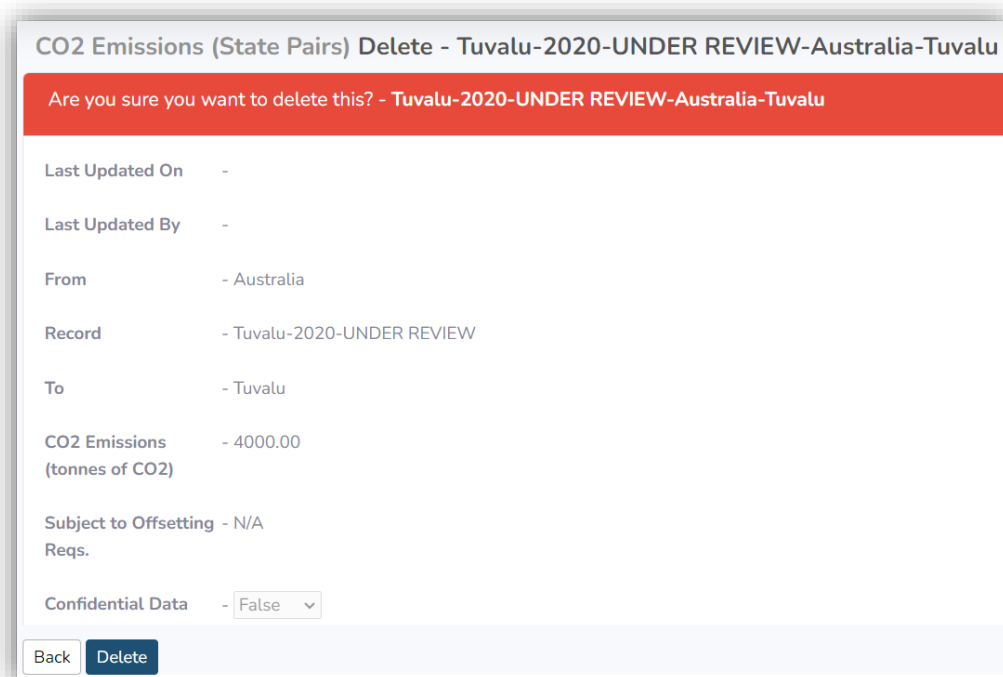 CO2 Emissions (State Pairs) Delete - Tuvalu-2020-UNDER REVIEW-Australia-Tuvalu
Are you sure you want to delete this? - Tuvalu-2020-UNDER REVIEW-Australia-Tuvalu
Last Updated On -
Last Updated By -
From - Australia
Record - Tuvalu-2020-UNDER REVIEW
To - Tuvalu
CO2 Emissions - 4000.00
(tonnes of CO2)
Subject to Offsetting - N/A
Reqs.
Confidential Data - False
Back Delete